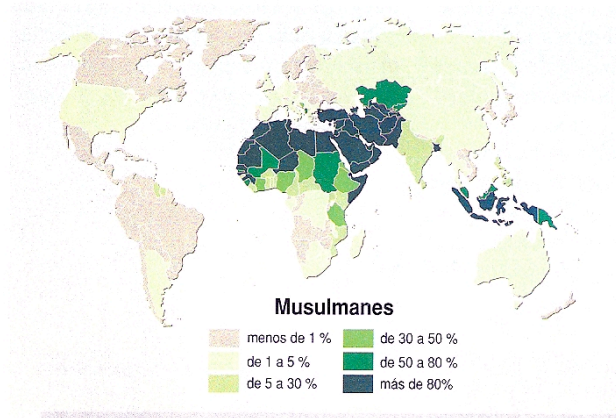 Musulmanes
menos de 1 %
de 1 a 5 %
de 5 a 30 %
de 30 a 50 %
de 50 a 80 %
más de 80%